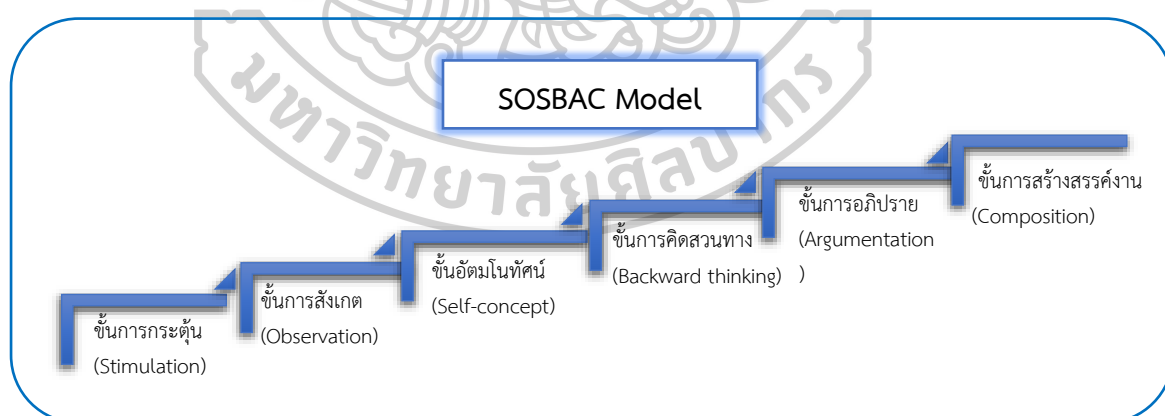 SOSBAC Model
มหาวิทยาลัยศิลปากร
ขั้นการกระตุ้น
(Stimulation)
ขั้นการสังเกต
(Observation)
ขั้นอัตมโนทัศน์
(Self-concept)
ขั้นการคิดสวนทาง
(Backward thinking)
ขั้นการอภิปราย
(Argumentation
)
ขั้นการสร้างสรรค์งาน
(Composition)